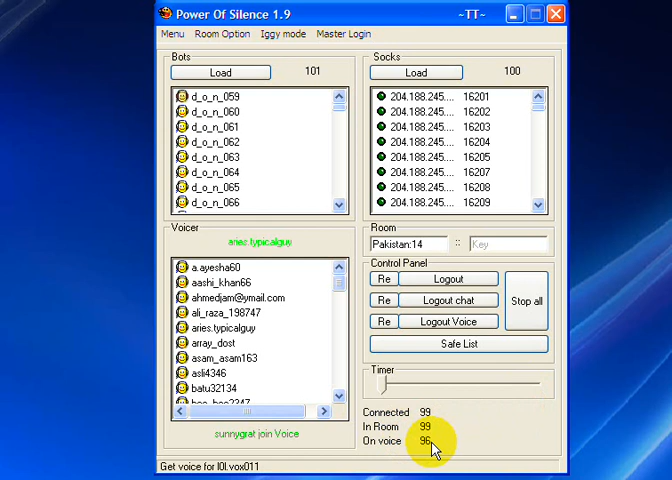 Power Of Silence 1.9 ~TT~
Menu Room Option Iggy mode Master Login
Bots
Load 101
d_o_n_059
d_o_n_060
d_o_n_061
d_o_n_062
d_o_n_063
d_o_n_064
d_o_n_065
d_o_n_066
Socks
Load 100
204.188.245.... 16201
204.188.245.... 16202
204.188.245.... 16203
204.188.245.... 16204
204.188.245.... 16205
204.188.245.... 16207
204.188.245.... 16208
204.188.245.... 16209
Voicer
aries.typicalguy
a.ayesha60
aashi_khan66
ahmedjam@ymail.com
ali_raza_198747
aries.typicalguy
array_dost
asam_asam163
asli4346
batu32134
sunnygrat join Voice
Room
Pakistan:14 :: Key
Control Panel
Re Logout
Re Logout chat
Re Logout Voice
Stop all
Safe List
Timer
Connected 99
In Room 99
On voice 96
Get voice for l0l.vox011